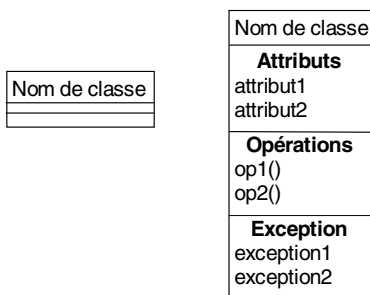 Nom de classe
Nom de classe
Attributs
attribut1
attribut2
Opérations
op1()
op2()
Exception
exception1
exception2